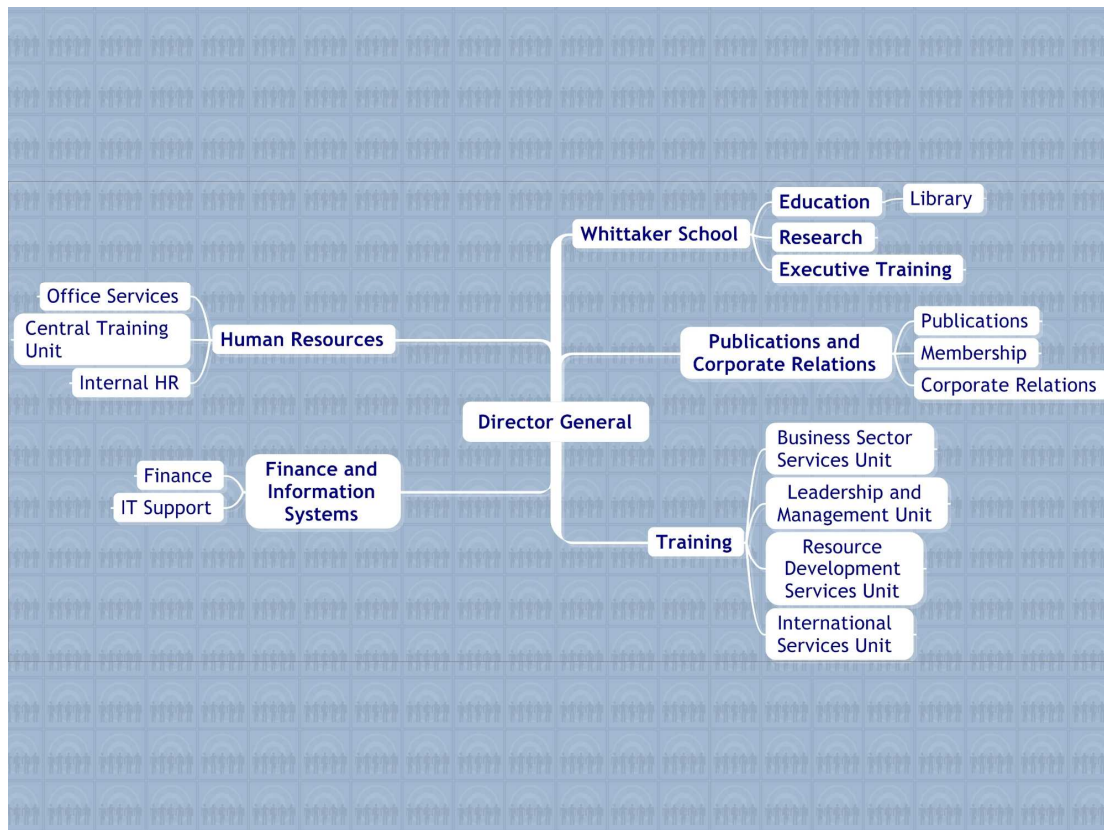 Director General
Whittaker School
Education
Library
Research
Executive Training
Publications and
Corporate Relations
Publications
Membership
Corporate Relations
Training
Business Sector
Services Unit
Leadership and
Management Unit
Resource
Development
Services Unit
International
Services Unit
Human Resources
Office Services
Central Training
Unit
Internal HR
Finance and
Information
Systems
Finance
IT Support